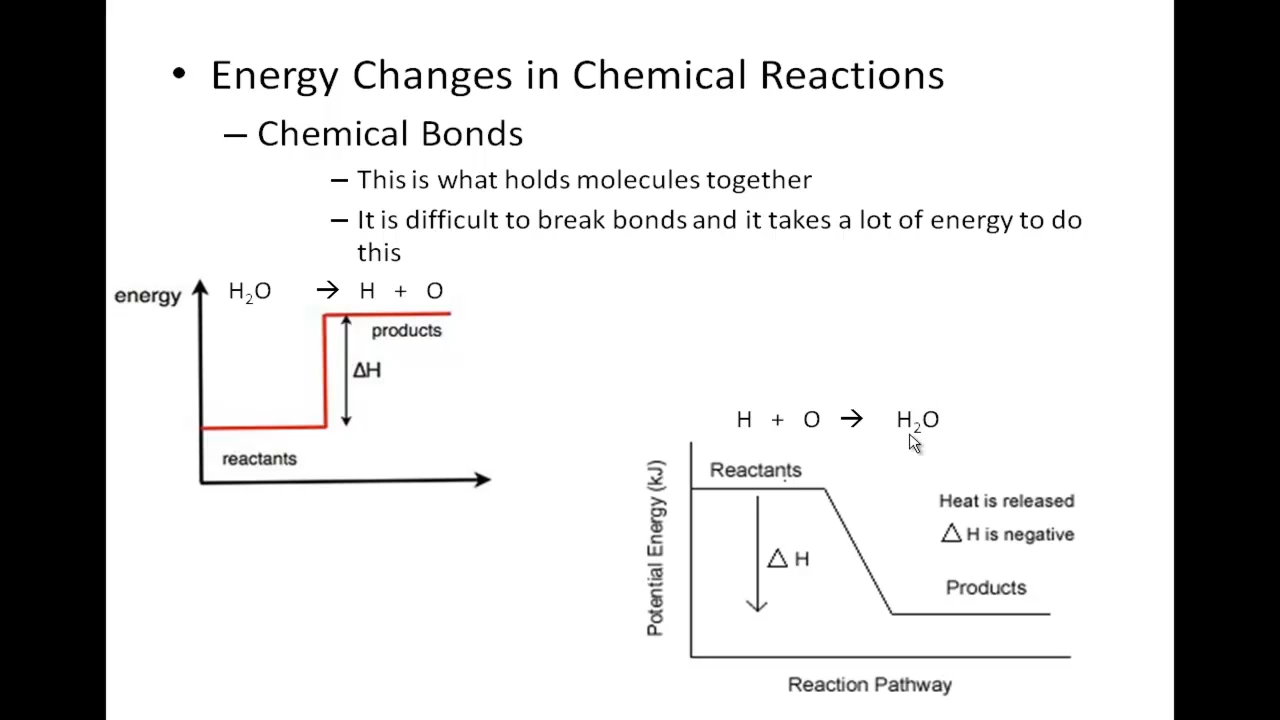 • Energy Changes in Chemical Reactions
– Chemical Bonds
– This is what holds molecules together
– It is difficult to break bonds and it takes a lot of energy to do
this
energy H₂O → H + O
products
ΔH
reactants
H + O → H₂O
Reactants
Heat is released
△ H is negative
△ H
Products
Potential Energy (kJ)
Reaction Pathway